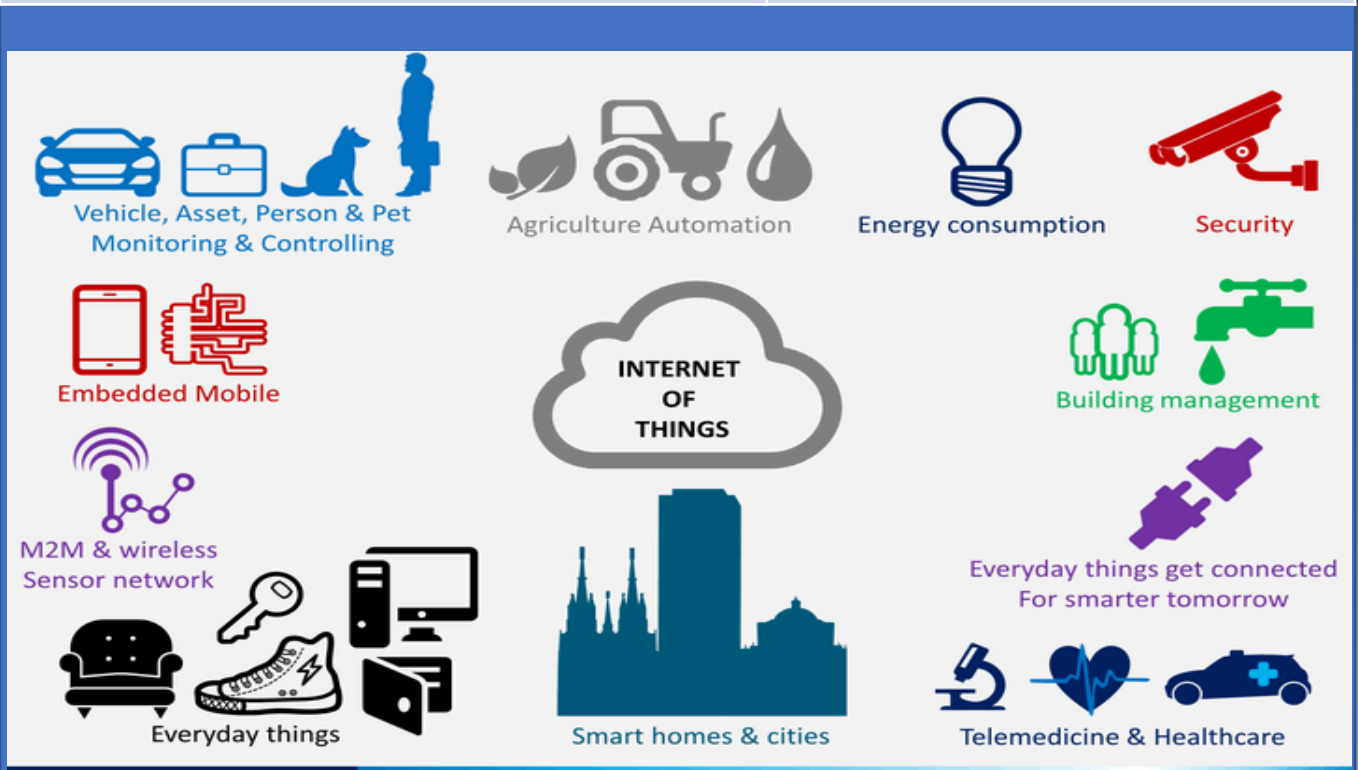 Vehicle, Asset, Person & Pet
Monitoring & Controlling
Agriculture Automation
Energy consumption
Security
Embedded Mobile
INTERNET
OF
THINGS
Building management
M2M & wireless
Sensor network
Everyday things get connected
For smarter tomorrow
Everyday things
Smart homes & cities
Telemedicine & Healthcare